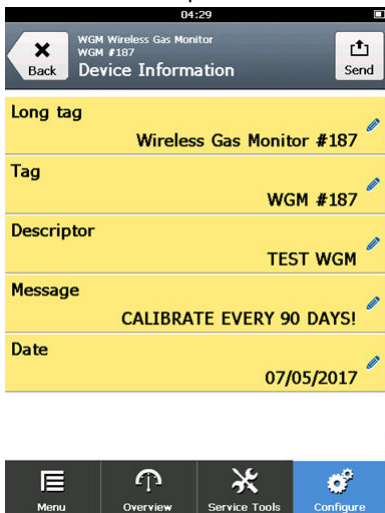 04:29
WGM Wireless Gas Monitor
WGM #187
Back
Device Information
Send
Long tag
Wireless Gas Monitor #187
Tag
WGM #187
Descriptor
TEST WGM
Message
CALIBRATE EVERY 90 DAYS!
Date
07/05/2017
Menu
Overview
Service Tools
Configure